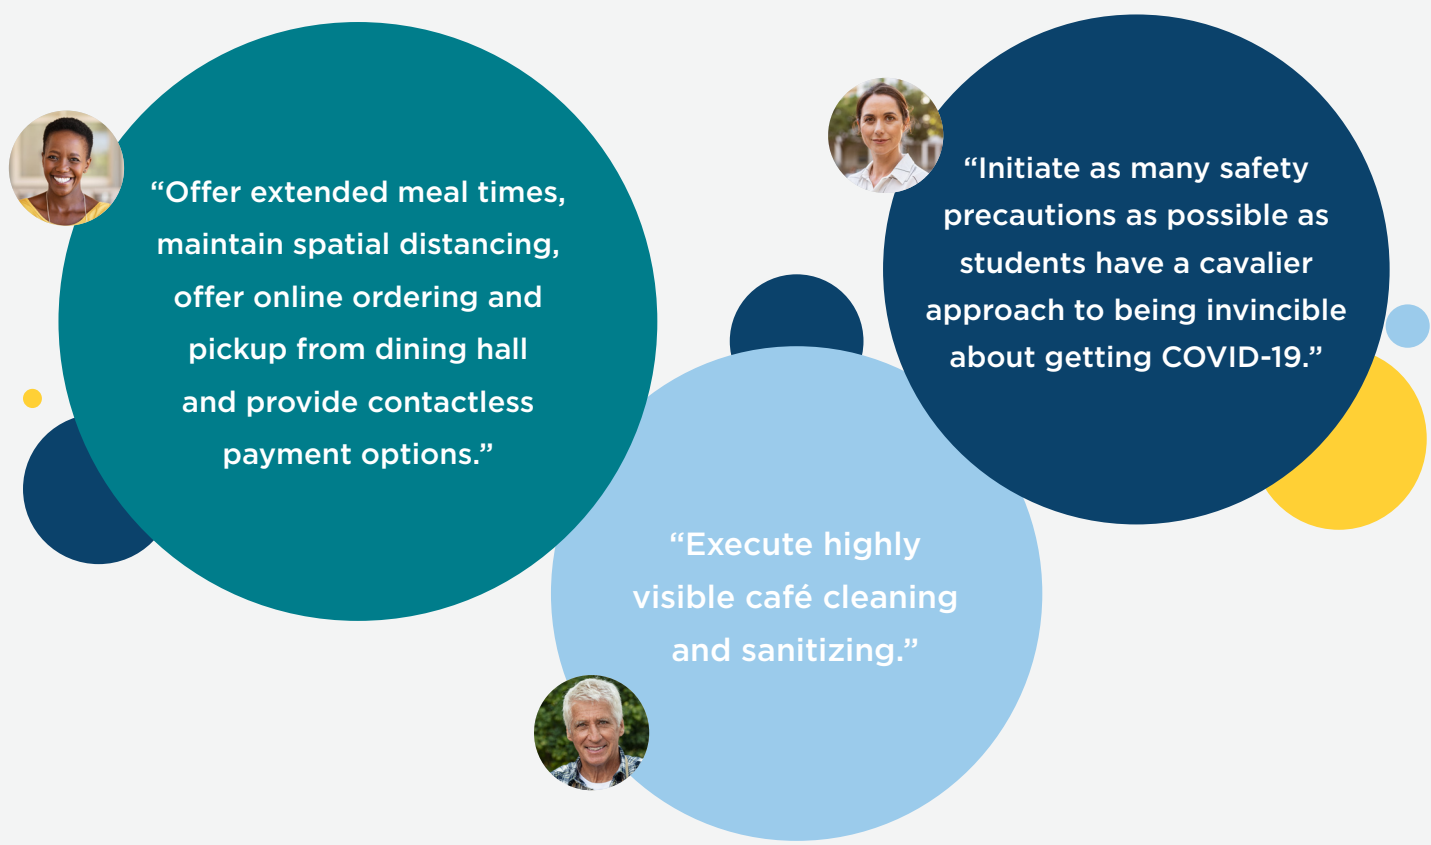 “Offer extended meal times,
maintain spatial distancing,
offer online ordering and
pickup from dining hall
and provide contactless
payment options.”
“Initiate as many safety
precautions as possible as
students have a cavalier
approach to being invincible
about getting COVID-19.”
“Execute highly
visible café cleaning
and sanitizing.”